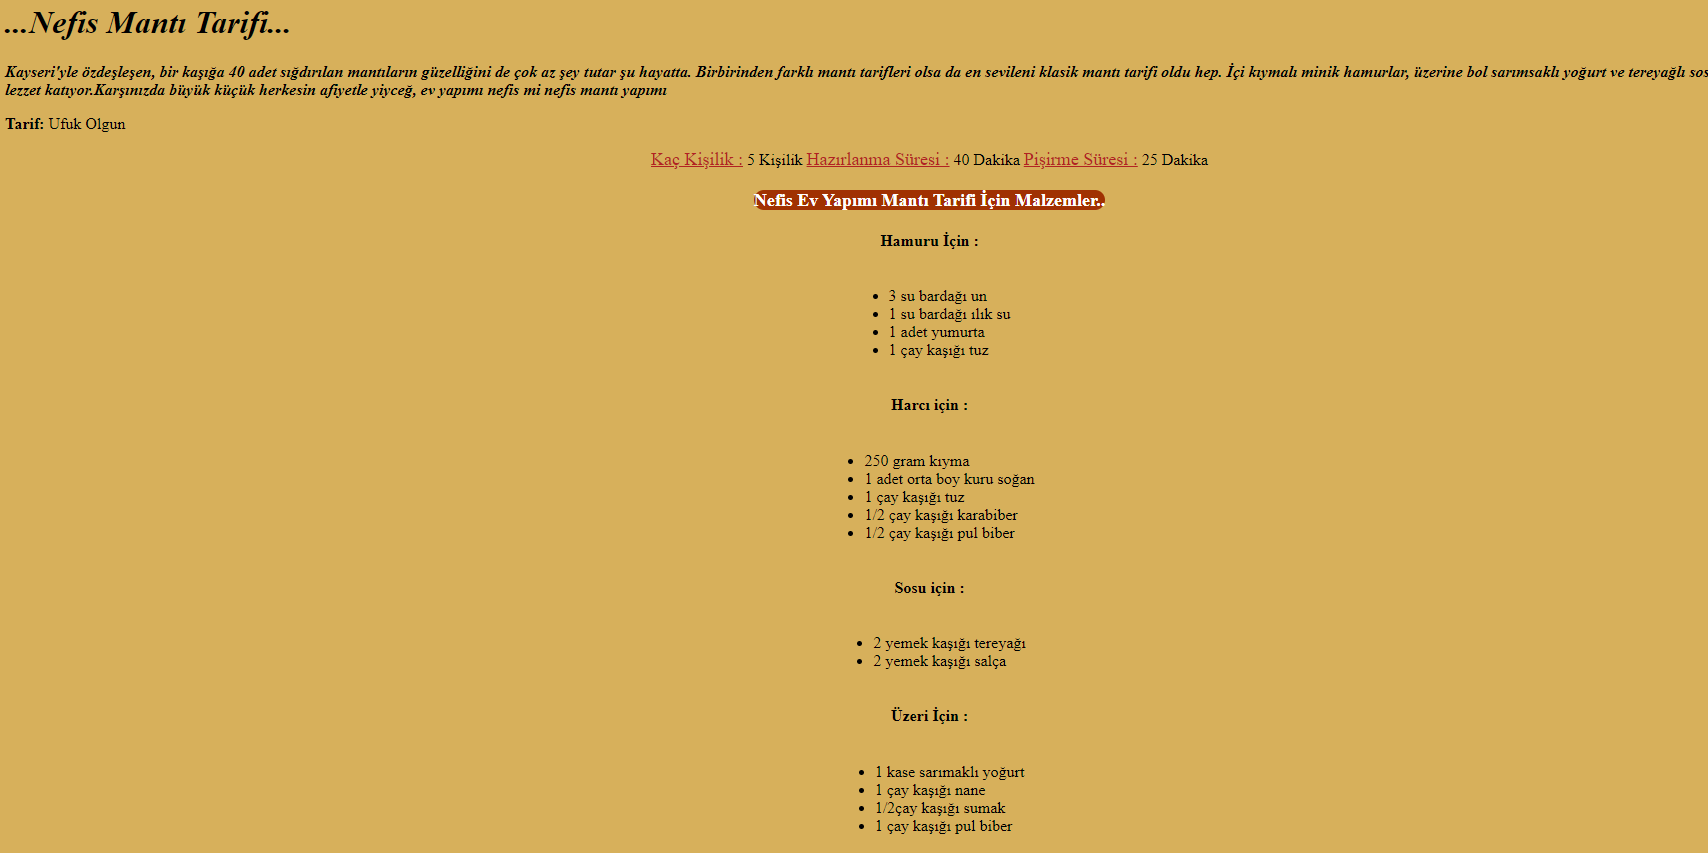 ...Nefis Mantı Tarifi...
Kayseri'yle özdeşleşen, bir kaşığa 40 adet sığdırılan mantıların güzelliğini de çok az şey tutar şu hayatta. Birbirinden farklı mantı tarifleri olsa da en sevileni klasik mantı tarifi oldu hep. İçi kıymalı minik hamurlar, üzerine bol sarımsaklı yoğurt ve tereyağlı sos
lezzet katıyor.Karşınızda büyük küçük herkesin afiyetle yiyceğ, ev yapımı nefis mi nefis mantı yapımı
Tarif: Ufuk Olgun
Kaç Kişilik : 5 Kişilik Hazırlanma Süresi : 40 Dakika Pişirme Süresi : 25 Dakika
Nefis Ev Yapımı Mantı Tarifi İçin Malzemler..
Hamuru İçin :
3 su bardağı un
1 su bardağı ılık su
1 adet yumurta
1 çay kaşığı tuz
Harcı için :
250 gram kıyma
1 adet orta boy kuru soğan
1 çay kaşığı tuz
1/2 çay kaşığı karabiber
1/2 çay kaşığı pul biber
Sosu için :
2 yemek kaşığı tereyağı
2 yemek kaşığı salça
Üzeri İçin :
1 kase sarımaklı yoğurt
1 çay kaşığı nane
1/2çay kaşığı sumak
1 çay kaşığı pul biber